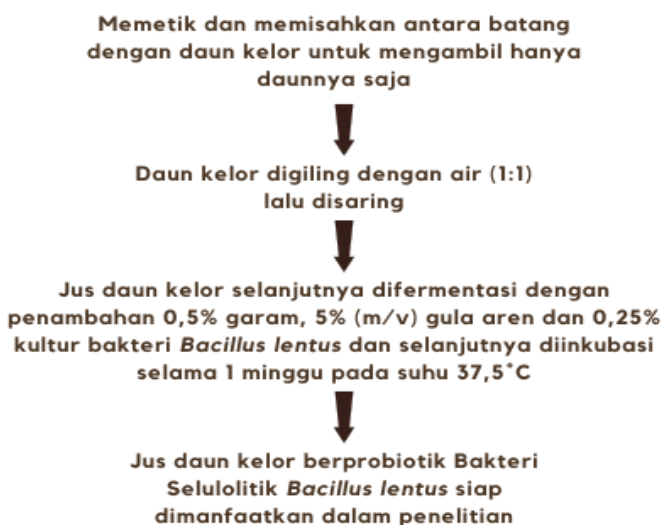 Memetik dan memisahkan antara batang
dengan daun kelor untuk mengambil hanya
daunnya saja
Daun kelor digiling dengan air (1:1)
lalu disaring
Jus daun kelor selanjutnya difermentasi dengan
penambahan 0,5% garam, 5% (m/v) gula aren dan 0,25%
kultur bakteri Bacillus lentus dan selanjutnya diinkubasi
selama 1 minggu pada suhu 37,5°C
Jus daun kelor berprobiotik Bakteri
Selulolitik Bacillus lentus siap
dimanfaatkan dalam penelitian